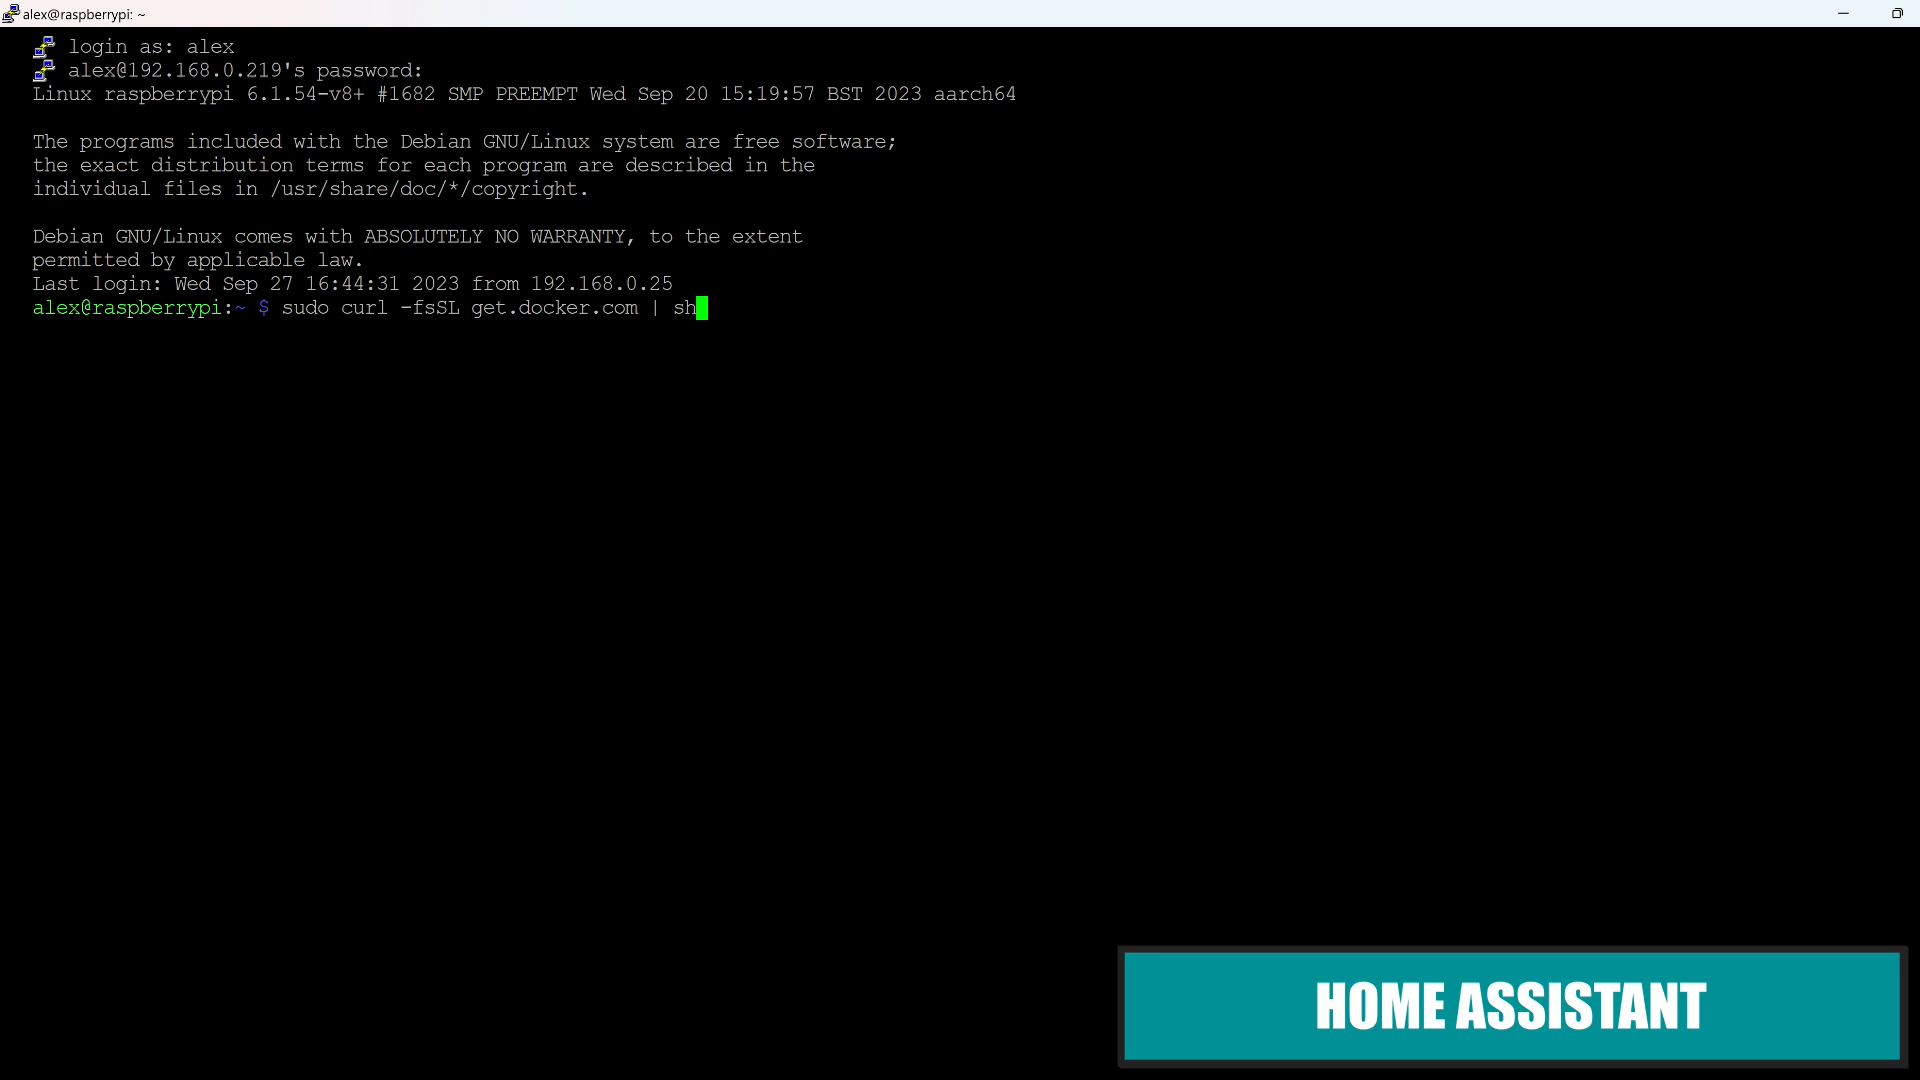 alex@raspberrypi: ~
login as: alex
alex@192.168.0.219's password:
Linux raspberrypi 6.1.54-v8+ #1682 SMP PREEMPT Wed Sep 20 15:19:57 BST 2023 aarch64
The programs included with the Debian GNU/Linux system are free software;
the exact distribution terms for each program are described in the
individual files in /usr/share/doc/*/copyright.
Debian GNU/Linux comes with ABSOLUTELY NO WARRANTY, to the extent
permitted by applicable law.
Last login: Wed Sep 27 16:44:31 2023 from 192.168.0.25
alex@raspberrypi:~ $ sudo curl -fsSL get.docker.com | sh
HOME ASSISTANT